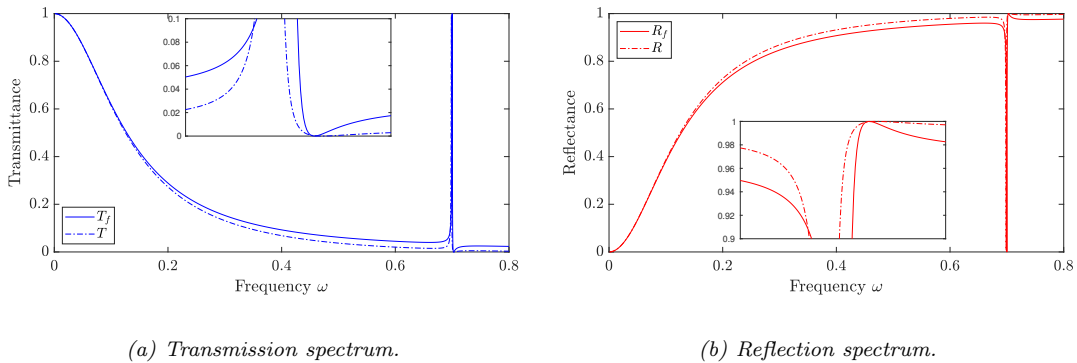 1
0.8
0.6
0.4
0.2
0
Transmittance
0.1
0.08
0.06
0.04
0.02
0
T_f
T
0 0.2 0.4 0.6 0.8
Frequency ω
(a) Transmission spectrum.
1
0.8
0.6
0.4
0.2
0
Reflectance
R_f
R
1
0.98
0.96
0.94
0.92
0.9
0 0.2 0.4 0.6 0.8
Frequency ω
(b) Reflection spectrum.